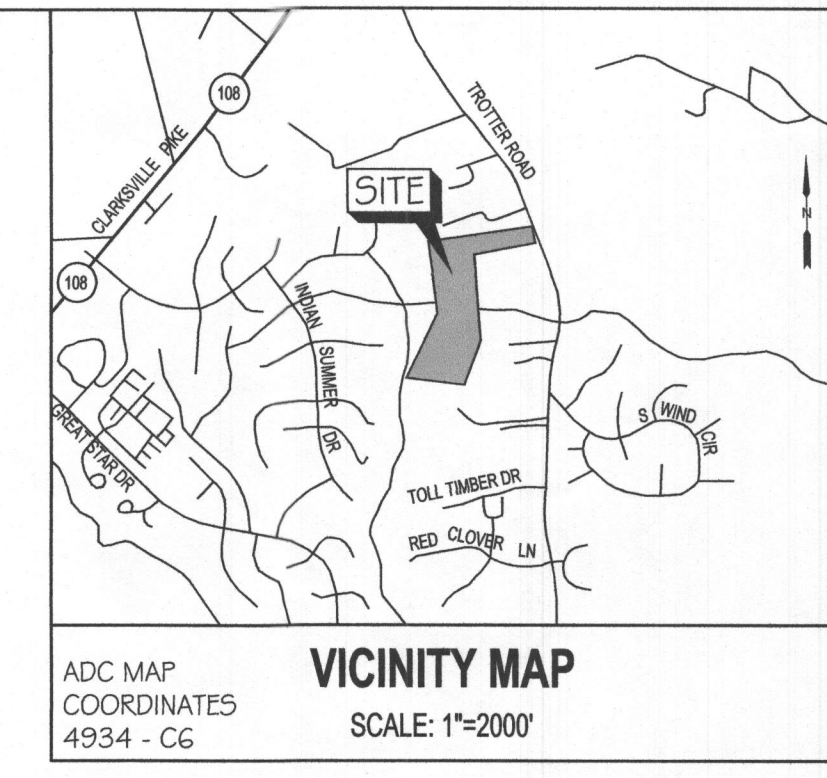 108
TROTTER ROAD
CLARKSVILLE PIKE
SITE
N
108
INDIAN
SUMMER
DR
GREAT STAR DR
S WIND
CIR
TOLL TIMBER DR
RED CLOVER LN
ADC MAP
COORDINATES
4934 - C6
VICINITY MAP
SCALE: 1"=2000'